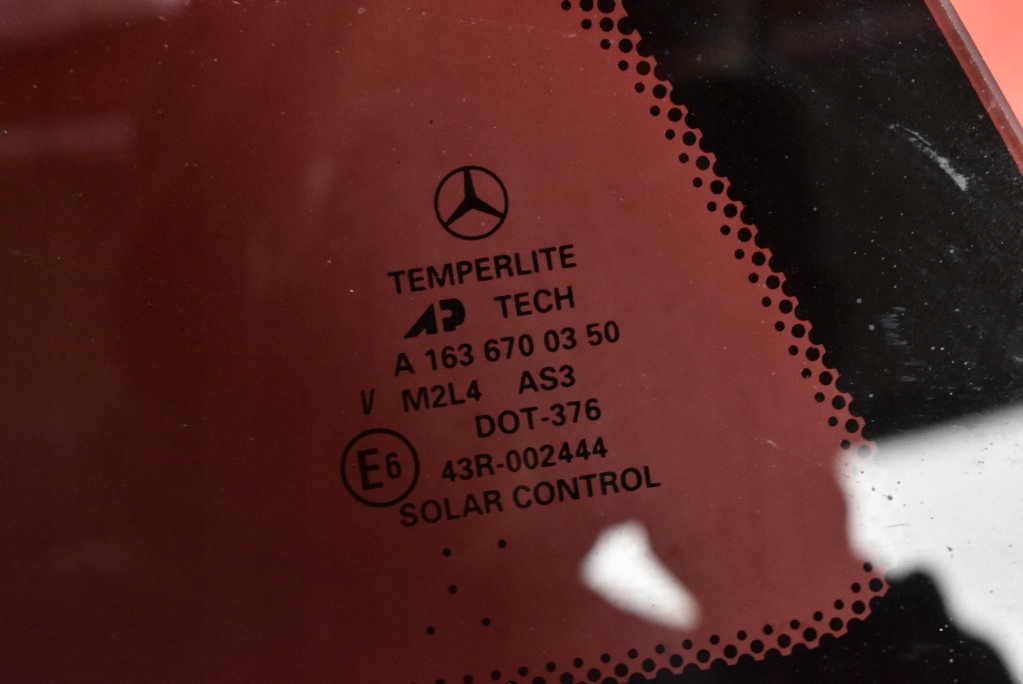 TEMPERLITE
AP TECH
A 163 670 03 50
V M2L4 AS3
DOT-376
E6 43R-002444
SOLAR CONTROL